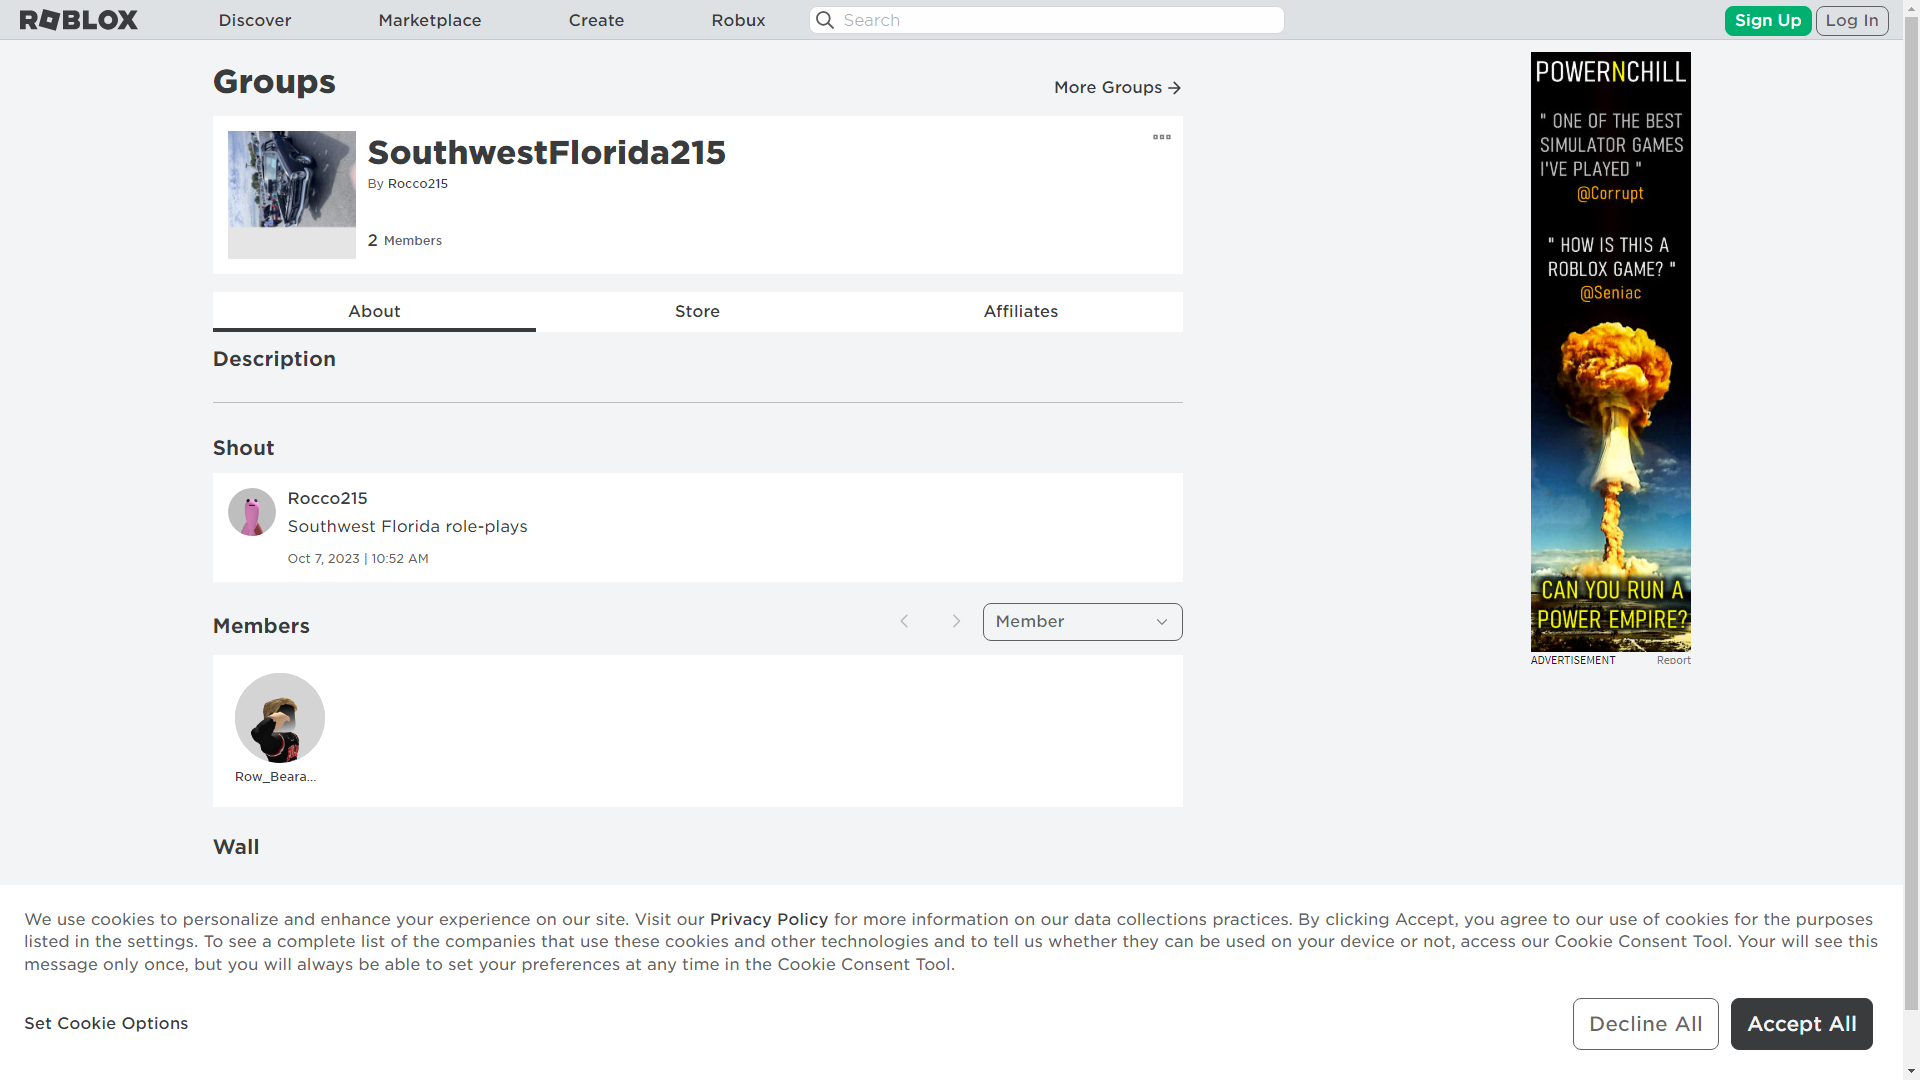 ROBLOX
Discover
Marketplace
Create
Robux
Search
Sign Up
Log In
Groups
More Groups
SouthwestFlorida215
By Rocco215
2 Members
About
Store
Affiliates
Description
Shout
Rocco215
Southwest Florida role-plays
Oct 7, 2023 | 10:52 AM
Members
Member
Row_Beara...
Wall
POWERNCHILL
" ONE OF THE BEST
SIMULATOR GAMES
I'VE PLAYED "
@Corrupt
" HOW IS THIS A
ROBLOX GAME? "
@Seniac
CAN YOU RUN A
POWER EMPIRE?
ADVERTISEMENT
Report
We use cookies to personalize and enhance your experience on our site. Visit our Privacy Policy for more information on our data collections practices. By clicking Accept, you agree to our use of cookies for the purposes
listed in the settings. To see a complete list of the companies that use these cookies and other technologies and to tell us whether they can be used on your device or not, access our Cookie Consent Tool. Your will see this
message only once, but you will always be able to set your preferences at any time in the Cookie Consent Tool.
Set Cookie Options
Decline All
Accept All